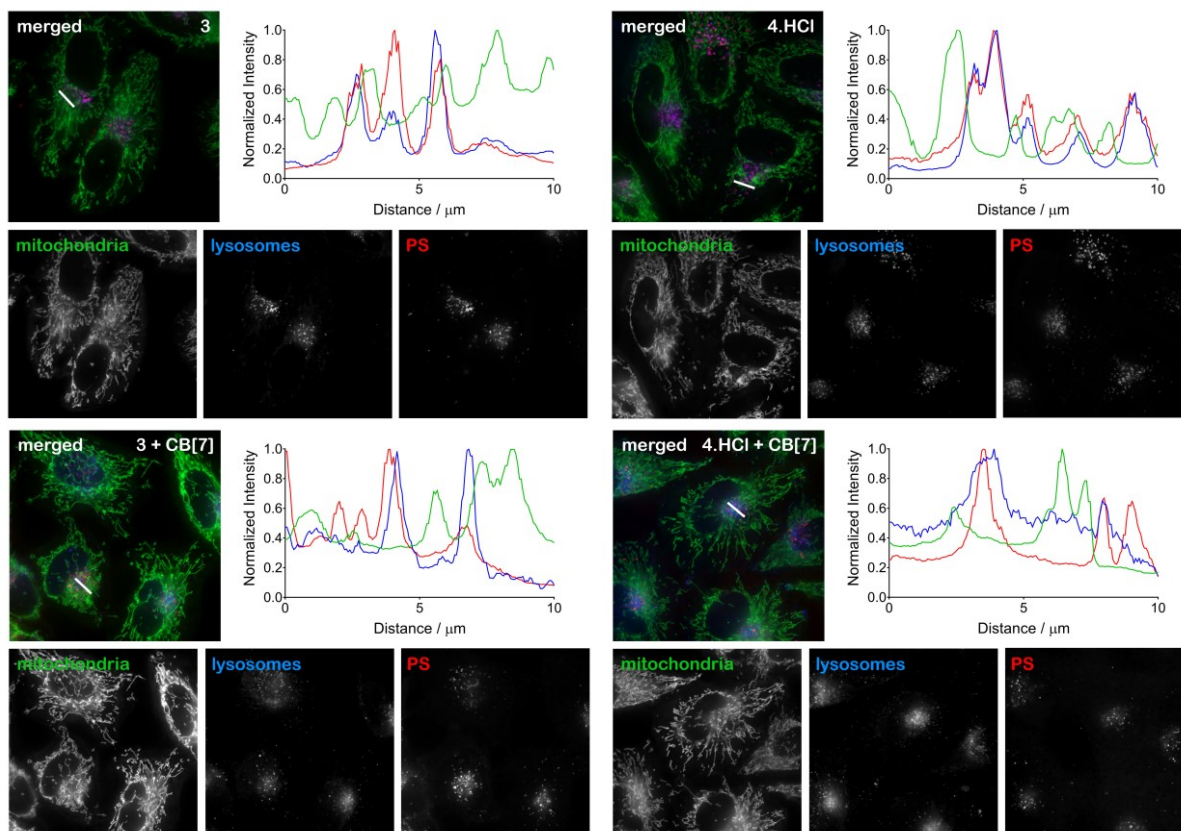 merged 3
Normalized Intensity
1.0
0.8
0.6
0.4
0.2
0.0
0 5 10
Distance / μm
merged 4.HCl
Normalized Intensity
1.0
0.8
0.6
0.4
0.2
0.0
0 5 10
Distance / μm
mitochondria lysosomes PS
mitochondria lysosomes PS
merged 3 + CB[7]
Normalized Intensity
1.0
0.8
0.6
0.4
0.2
0.0
0 5 10
Distance / μm
merged 4.HCl + CB[7]
Normalized Intensity
1.0
0.8
0.6
0.4
0.2
0.0
0 5 10
Distance / μm
mitochondria lysosomes PS
mitochondria lysosomes PS